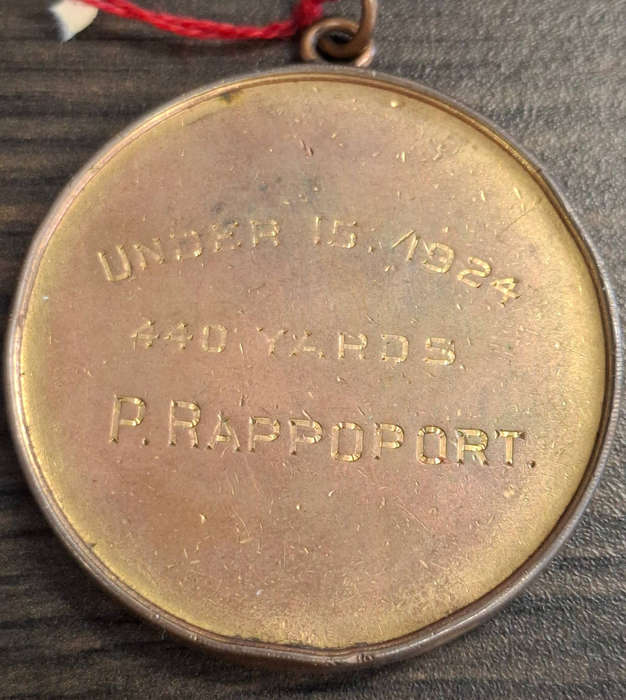 UNDER 15. 1924
440 YARDS
P. RAPPOPORT.